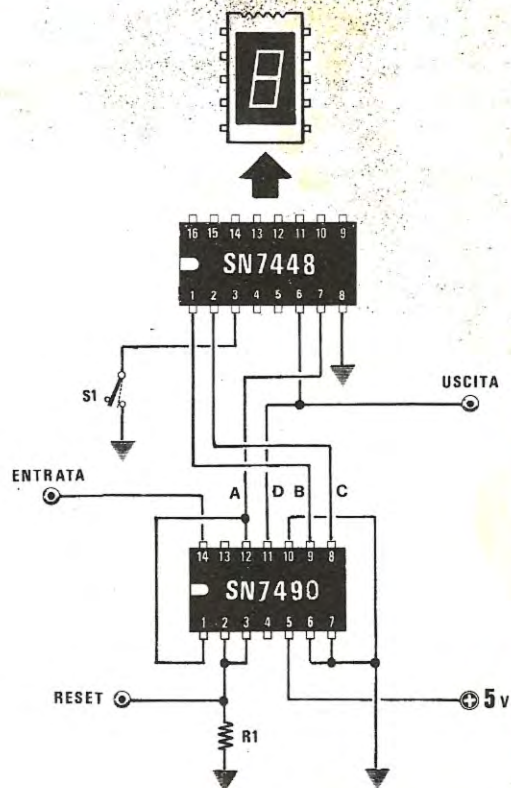 16 15 14 13 12 11 10 9
SN7448
1 2 3 4 5 6 7 8
S1
USCITA
ENTRATA
A D B C
14 13 12 11 10 9 8
SN7490
1 2 3 4 5 6 7
RESET
R1
+ 5 V